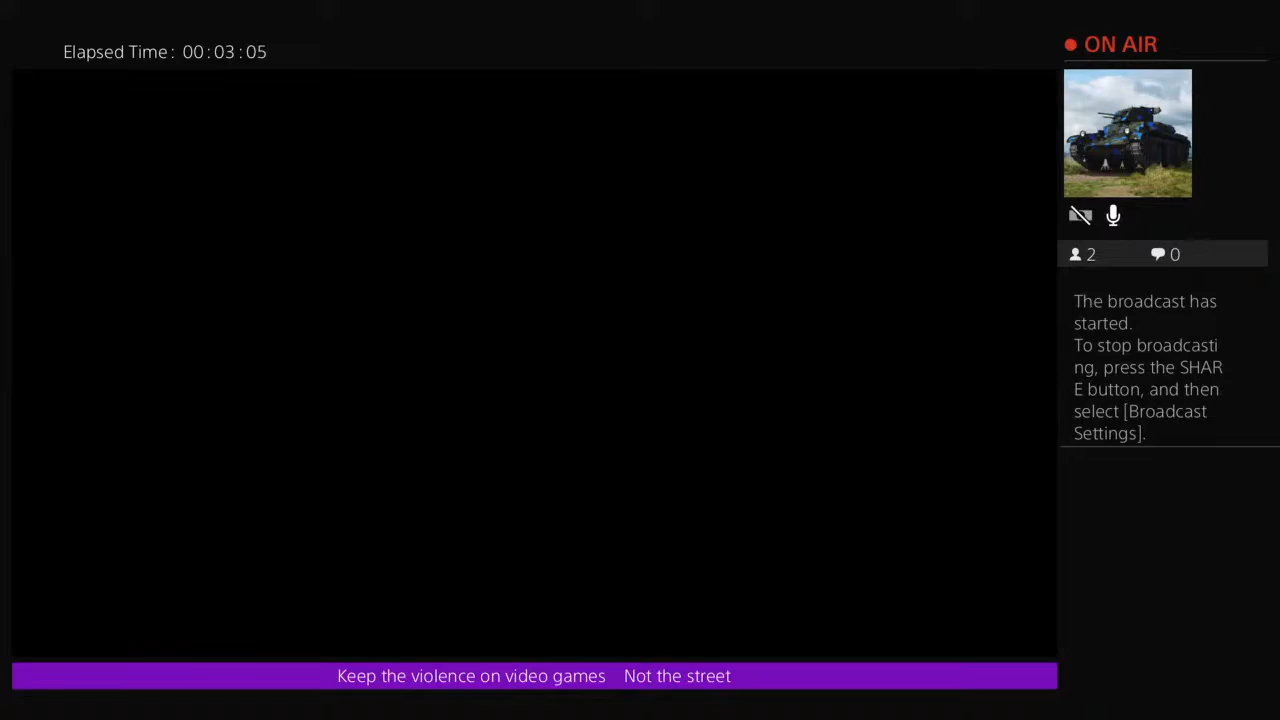 Elapsed Time: 00:03:05
ON AIR
2 0
The broadcast has
started.
To stop broadcasti
ng, press the SHAR
E button, and then
select [Broadcast
Settings].
Keep the violence on video games Not the street